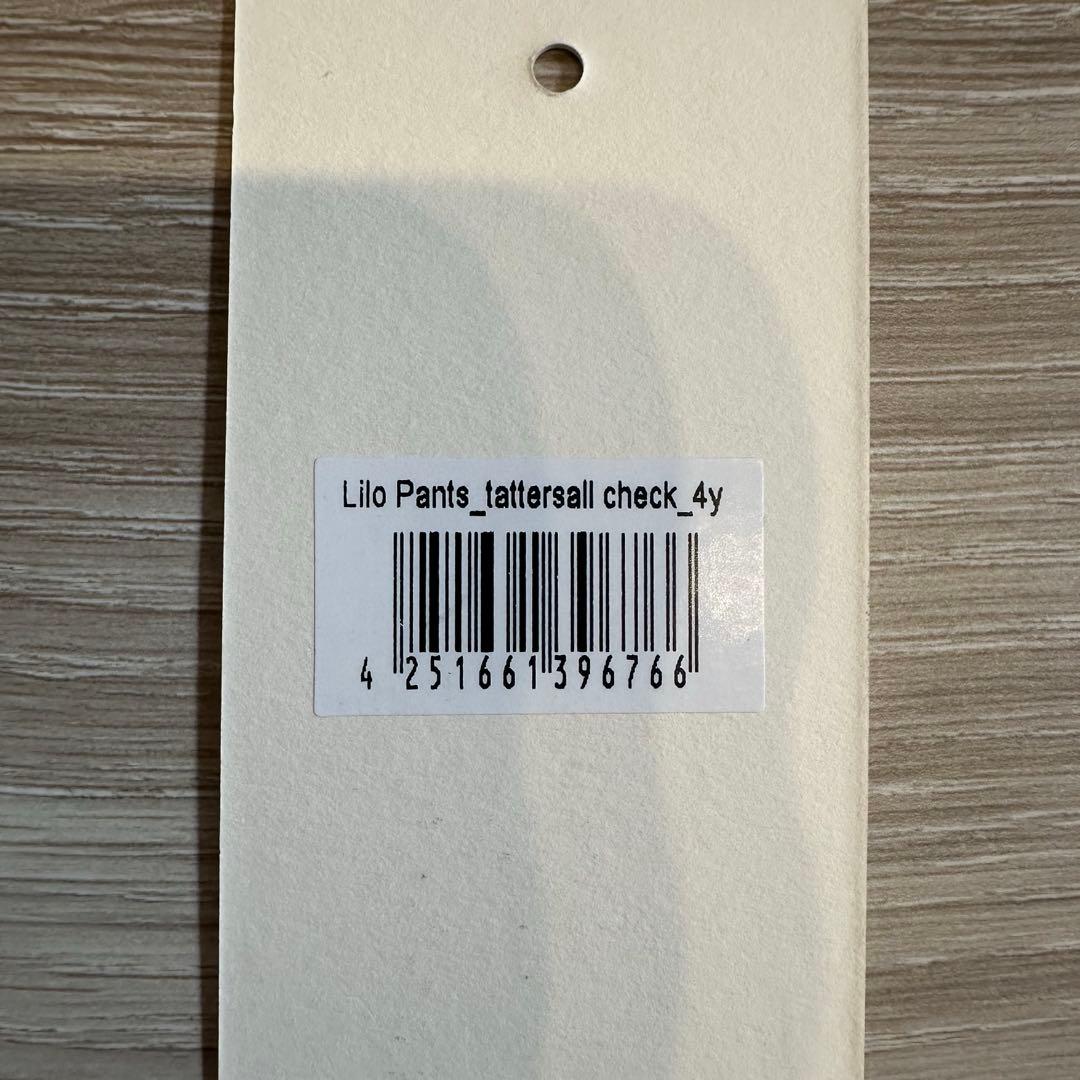 Lilo Pants_tattersall check_4y
4 251661 396766